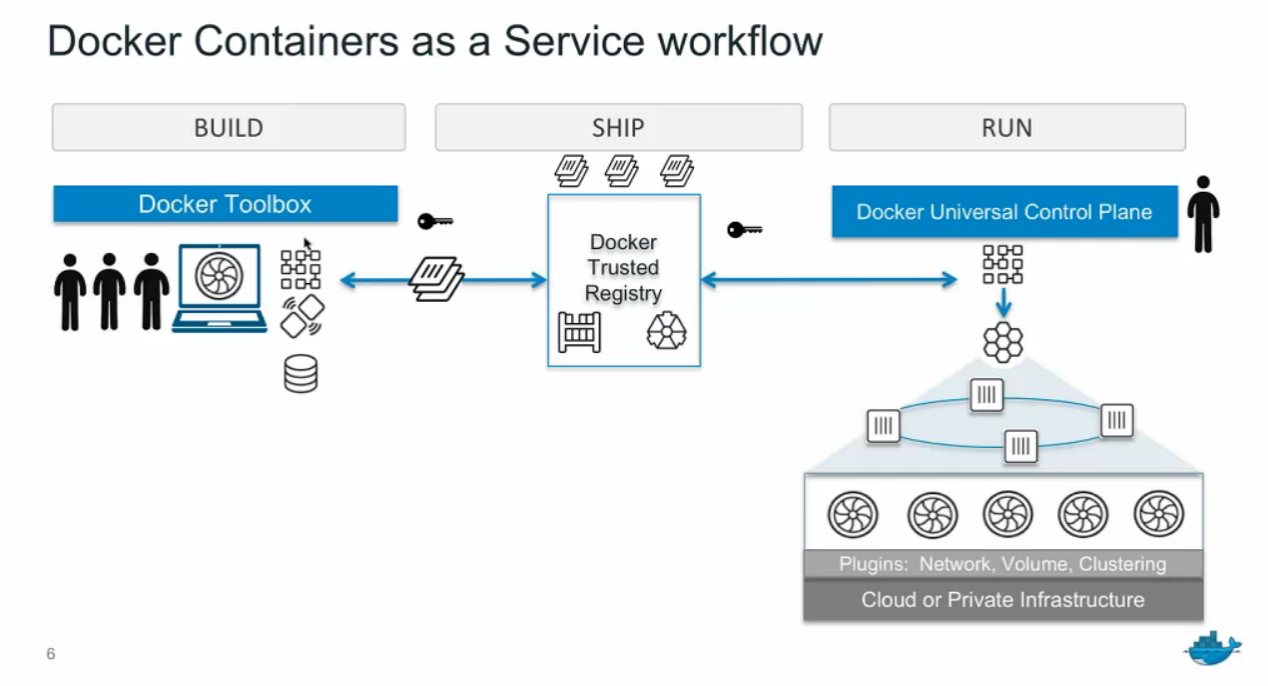 Docker Containers as a Service workflow
BUILD
SHIP
RUN
Docker Toolbox
Docker
Trusted
Registry
Docker Universal Control Plane
Plugins: Network, Volume, Clustering
Cloud or Private Infrastructure
6